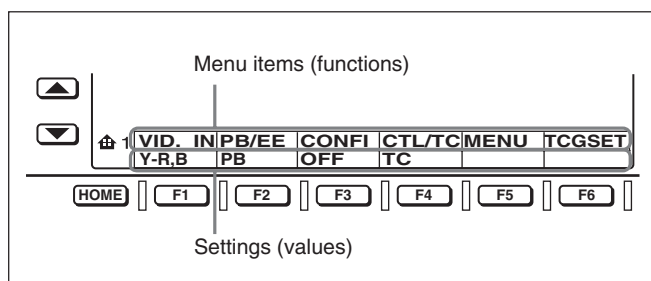 Menu items (functions)
1 VID. IN PB/EE CONFI CTL/TC MENU TCGSET
Y-R,B PB OFF TC
HOME F1 F2 F3 F4 F5 F6
Settings (values)